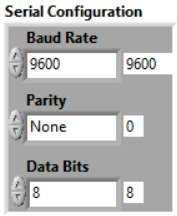 Serial Configuration
Baud Rate
9600 9600
Parity
None 0
Data Bits
8 8